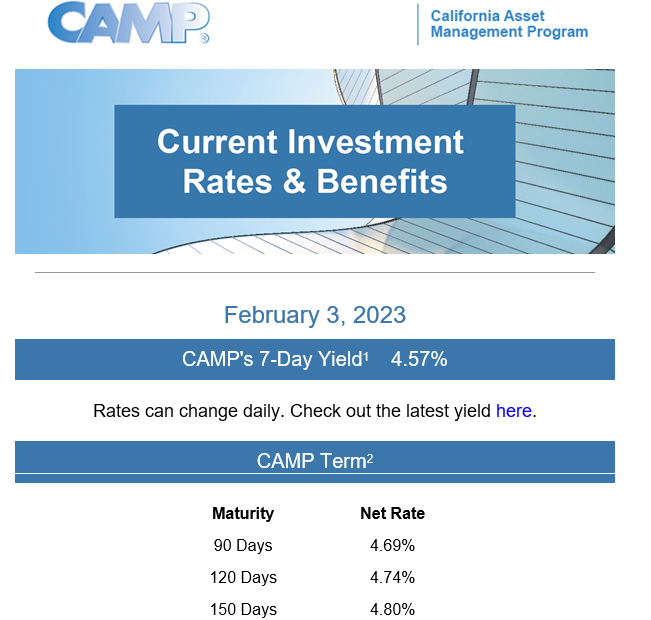 CAMP®
California Asset
Management Program
Current Investment
Rates & Benefits
February 3, 2023
CAMP's 7-Day Yield¹ 4.57%
Rates can change daily. Check out the latest yield here.
CAMP Term²
Maturity Net Rate
90 Days 4.69%
120 Days 4.74%
150 Days 4.80%